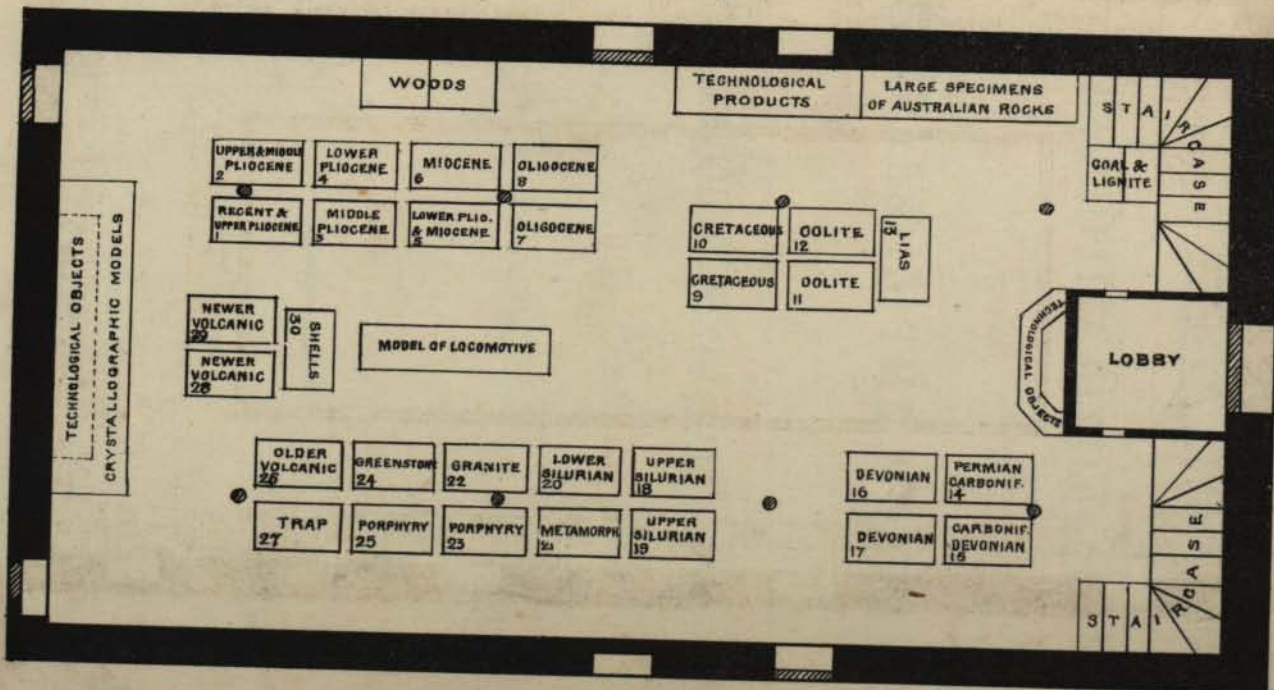 WOODS
TECHNOLOGICAL
PRODUCTS
LARGE SPECIMENS
OF AUSTRALIAN ROCKS
STAIRCASE
COAL &
LIGNITE
UPPER & MIDDLE
PLIOCENE
2
LOWER
PLIOCENE
4
MIOCENE
6
OLIGOCENE
8
RECENT &
UPPER PLIOCENE
1
MIDDLE
PLIOCENE
3
LOWER PLIO.
& MIOCENE
5
OLIGOCENE
7
CRETACEOUS
10
OOLITE
12
LIAS
13
CRETACEOUS
9
OOLITE
11
TECHNOLOGICAL OBJECTS
CRYSTALLOGRAPHIC MODELS
NEWER
VOLCANIC
29
NEWER
VOLCANIC
28
SHELLS
30
MODEL OF LOCOMOTIVE
TECHNOLOGICAL OBJECTS
LOBBY
OLDER
VOLCANIC
26
GREENSTONE
24
GRANITE
22
LOWER
SILURIAN
20
UPPER
SILURIAN
18
DEVONIAN
16
PERMIAN
CARBONIF.
14
TRAP
27
PORPHYRY
25
PORPHYRY
23
METAMORPH.
21
UPPER
SILURIAN
19
DEVONIAN
17
CARBONIF.
DEVONIAN
15
STAIRCASE